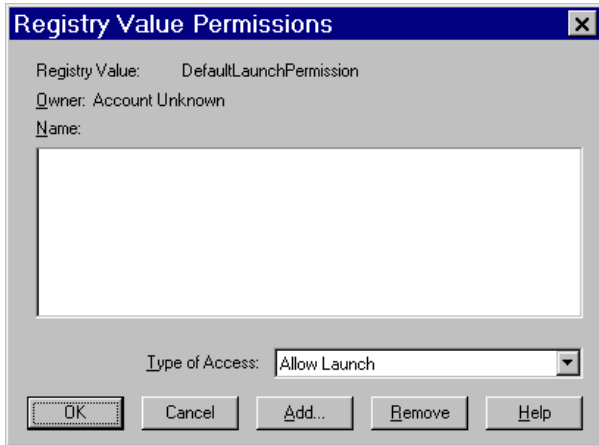 Registry Value Permissions
Registry Value: DefaultLaunchPermission
Owner: Account Unknown
Name:
Type of Access: Allow Launch
OK Cancel Add... Remove Help